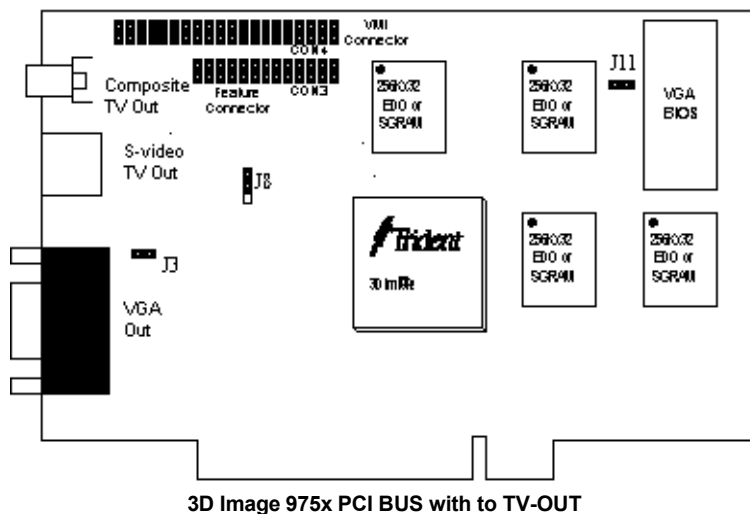 VMI
Connector
CON4
Composite
TV Out
Feature
Connector
CON3
256Kx32
EDO or
SGRAM
256Kx32
EDO or
SGRAM
J11
VGA
BIOS
S-video
TV Out
J8
Trident
J3
VGA
Out
256Kx32
EDO or
SGRAM
256Kx32
EDO or
SGRAM
3D Image 975x PCI BUS with to TV-OUT